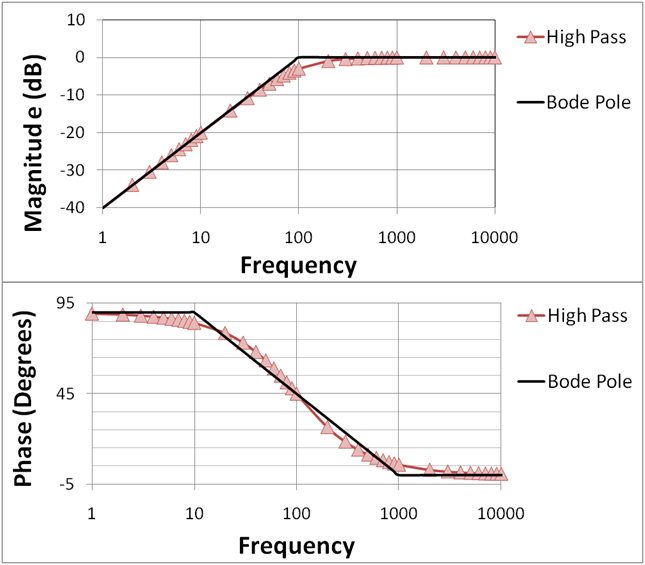 10
0
-10
-20
-30
-40
Magnitud e (dB)
1 10 100 1000 10000
Frequency
High Pass
Bode Pole
95
45
-5
Phase (Degrees)
1 10 100 1000 10000
Frequency
High Pass
Bode Pole